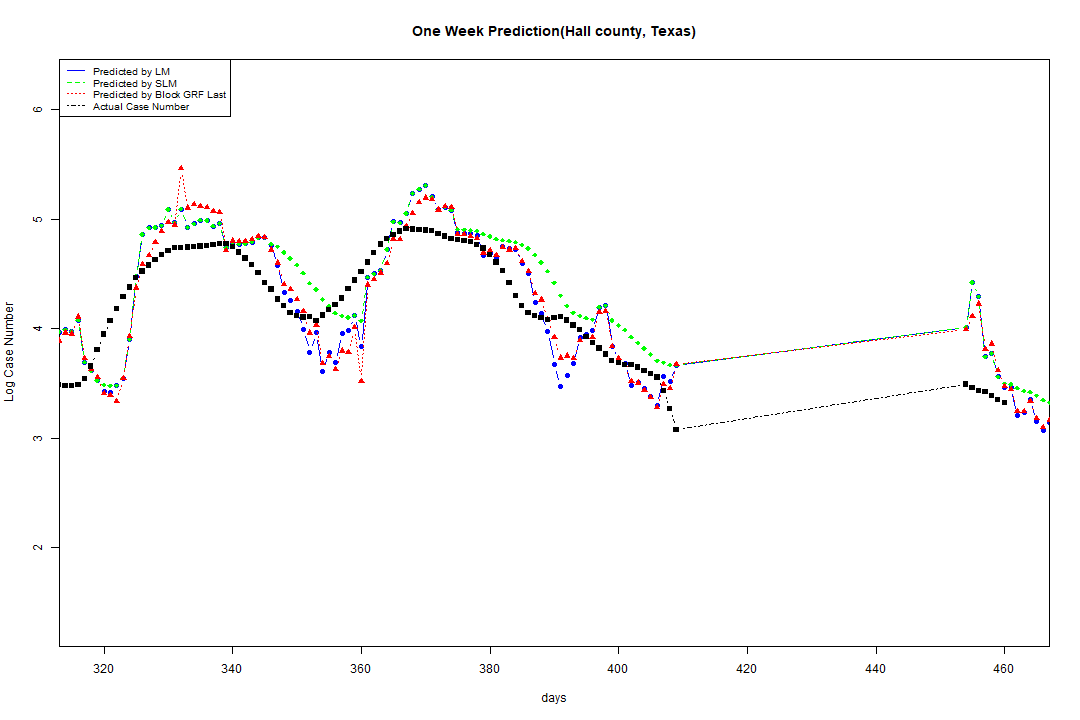 One Week Prediction(Hall county, Texas)
Predicted by LM
Predicted by SLM
Predicted by Block GRF Last
Actual Case Number
6
5
4
3
2
Log Case Number
320 340 360 380 400 420 440 460
days